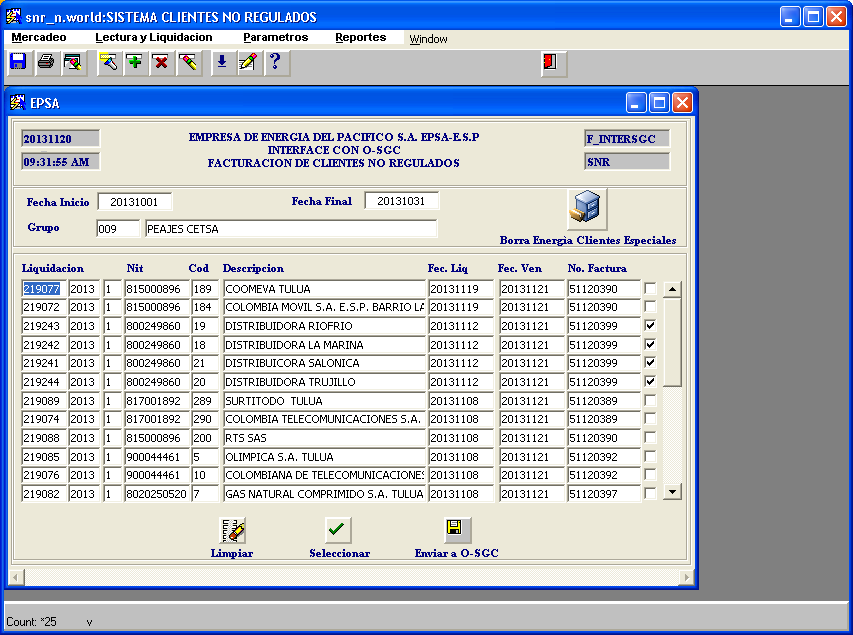 snr_n.world:SISTEMA CLIENTES NO REGULADOS
Mercadeo Lectura y Liquidacion Parametros Reportes Window
EPSA
20131120 EMPRESA DE ENERGIA DEL PACIFICO S.A. EPSA-E.S.P F_INTERSGC
INTERFACE CON O-SGC
09:31:55 AM FACTURACION DE CLIENTES NO REGULADOS SNR
Fecha Inicio 20131001 Fecha Final 20131031
Grupo 009 PEAJES CETSA
Borra Energia Clientes Especiales
Liquidacion Nit Cod Descripcion Fec. Liq Fec. Ven No. Factura
219077 2013 1 815000896 189 COOMEVA TULUA 20131119 20131121 51120390
219072 2013 1 815000896 184 COLOMBIA MOVIL S.A. E.S.P. BARRIO LA 20131119 20131121 51120390
219243 2013 1 800249860 19 DISTRIBUIDORA RIOFRIO 20131112 20131121 51120399
219242 2013 1 800249860 18 DISTRIBUIDORA LA MARINA 20131112 20131121 51120399
219241 2013 1 800249860 21 DISTRIBUICORA SALONICA 20131112 20131121 51120399
219244 2013 1 800249860 20 DISTRIBUIDORA TRUJILLO 20131112 20131121 51120399
219089 2013 1 817001892 289 SURTITODO TULUA 20131108 20131121 51120389
219074 2013 1 817001892 290 COLOMBIA TELECOMUNICACIONES S.A. 20131108 20131121 51120389
219088 2013 1 815000896 200 RTS SAS 20131108 20131121 51120390
219085 2013 1 900044461 5 OLIMPICA S.A. TULUA 20131108 20131121 51120392
219076 2013 1 900044461 10 COLOMBIANA DE TELECOMUNICACIONES 20131108 20131121 51120392
219082 2013 1 8020250520 7 GAS NATURAL COMPRIMIDO S.A. TULUA 20131108 20131121 51120397
Limpiar Seleccionar Enviar a O-SGC
Count: *25 v